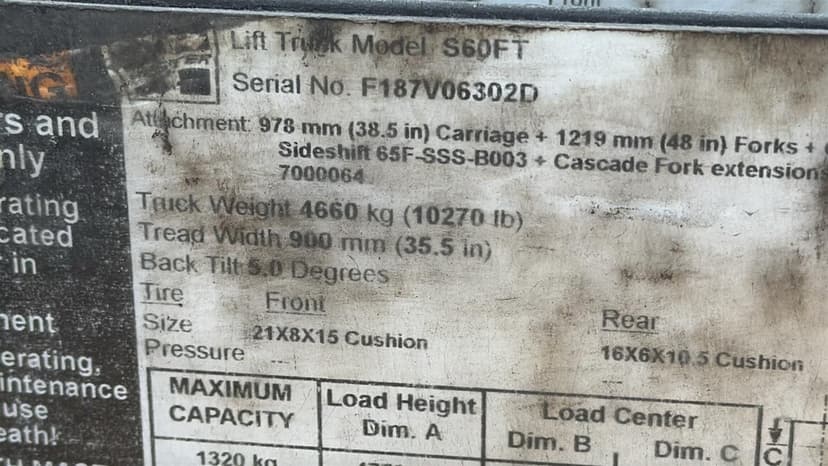 Lift Truck Model S60FT
Serial No. F187V06302D
Attachment: 978 mm (38.5 in) Carriage + 1219 mm (48 in) Forks +
Sideshift 65F-SSS-B003 + Cascade Fork extension
7000064
Truck Weight 4660 kg (10270 lb)
Tread Width 900 mm (35.5 in)
Back Tilt 5.0 Degrees
Tire Front Rear
Size 21X8X15 Cushion 16X6X10.5 Cushion
Pressure
MAXIMUM CAPACITY
Load Height Dim. A
Load Center
Dim. B Dim. C
C
1320 kg
s and
nly
rating
cated
in
ment
erating,
intenance
use
eath!